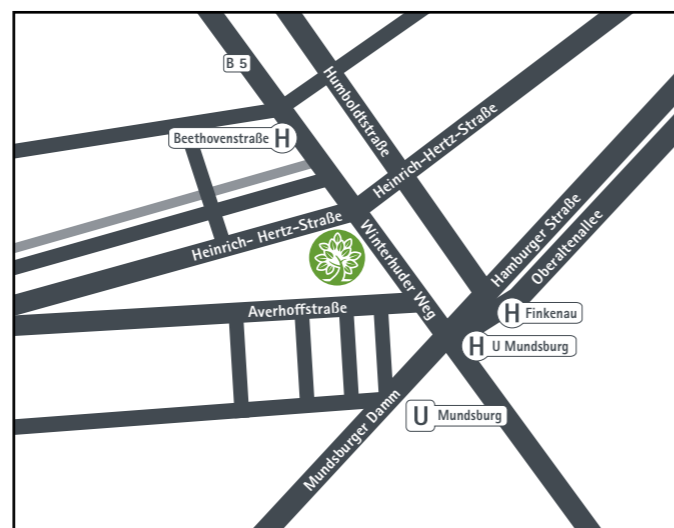 B 5
Humboldtstraße
Beethovenstraße H
Heinrich-Hertz-Straße
Heinrich- Hertz-Straße
Winterhuder Weg
Hamburger Straße
Oberaltenallee
Averhoffstraße
H Finkenau
H U Mundsburg
U Mundsburg
Mundsburger Damm